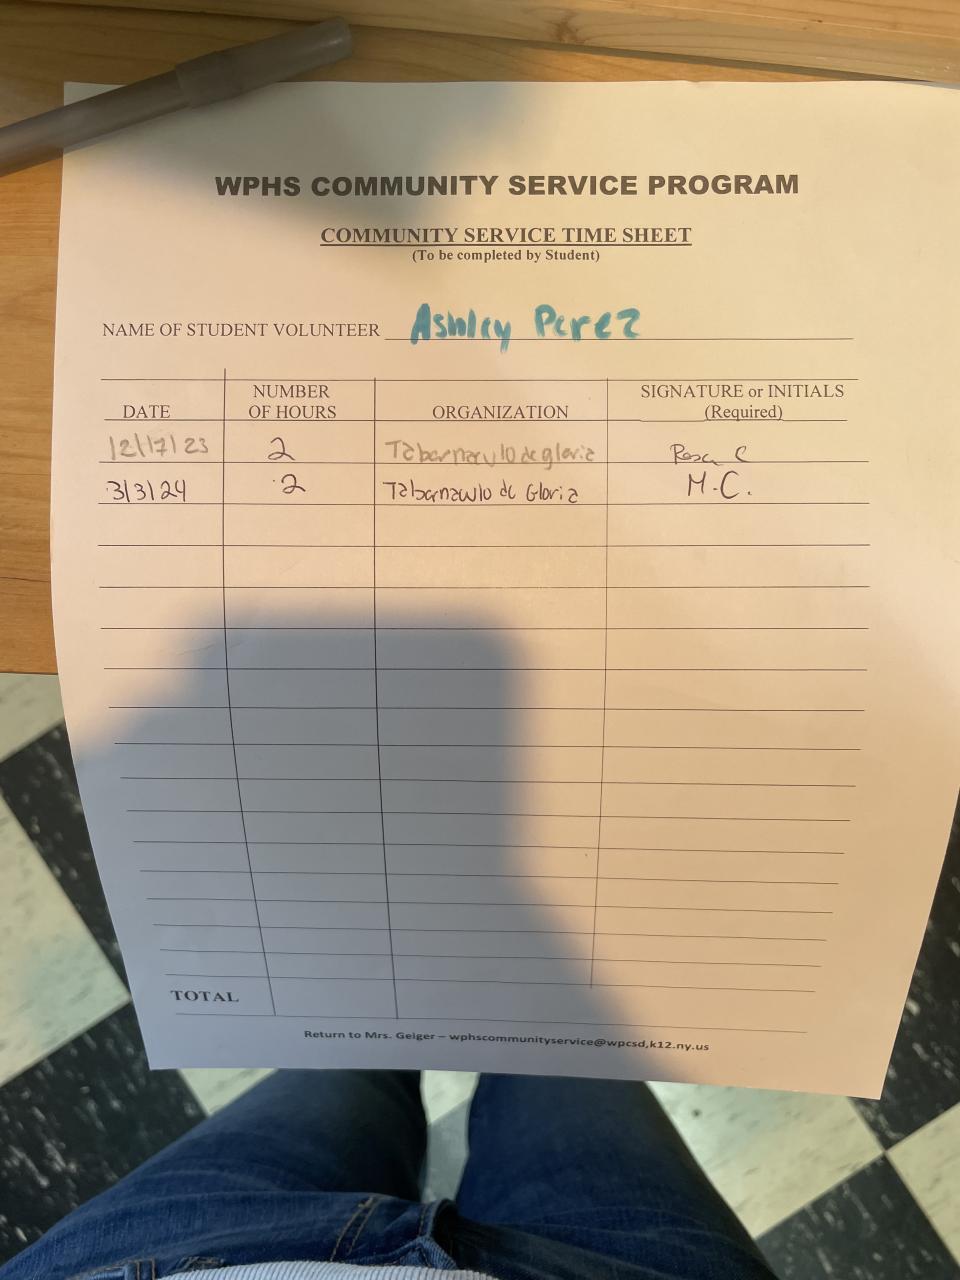 WPHS COMMUNITY SERVICE PROGRAM
COMMUNITY SERVICE TIME SHEET
(To be completed by Student)
NAME OF STUDENT VOLUNTEER Ashley Perez
DATE NUMBER OF HOURS ORGANIZATION SIGNATURE or INITIALS (Required)
12/17/23 2 Tabernaculo de gloria Rosa C
3/3/24 2 Tabernaculo de Gloria M.C.
TOTAL
Return to Mrs. Geiger – wphscommunityservice@wpcsd,k12.ny.us